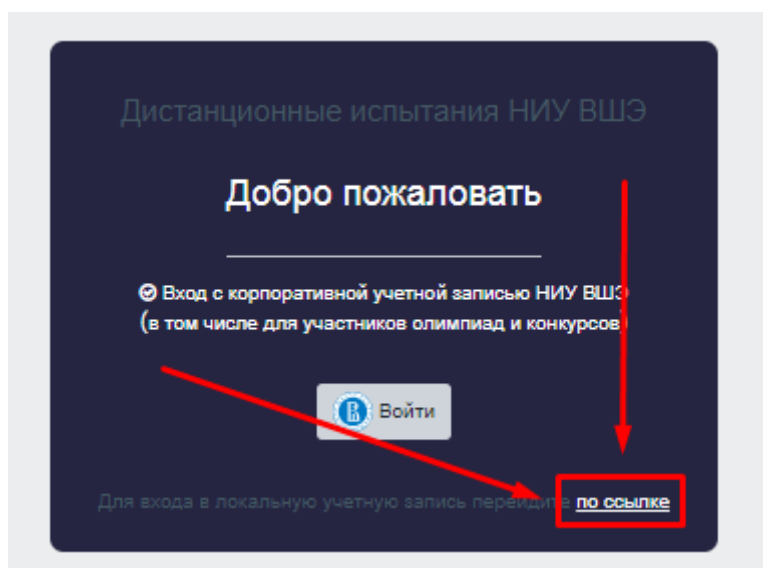 Дистанционные испытания НИУ ВШЭ
Добро пожаловать
Вход с корпоративной учетной записью НИУ ВШЭ
(в том числе для участников олимпиад и конкурсов)
Войти
Для входа в локальную учетную запись перейдите по ссылке